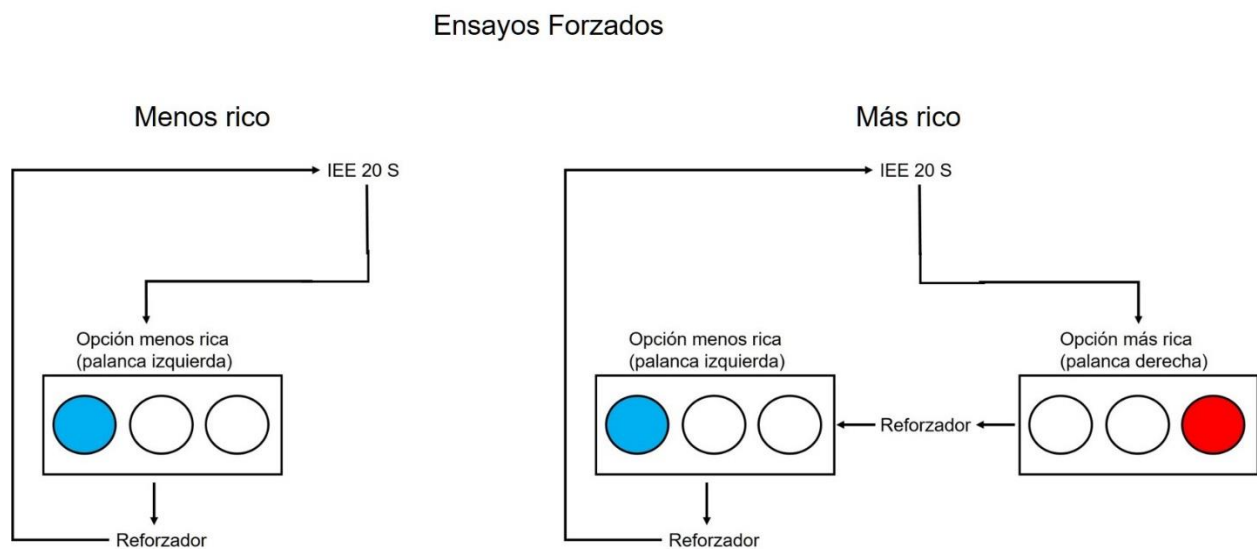 Ensayos Forzados
Menos rico
IEE 20 S
Opción menos rica
(palanca izquierda)
Reforzador
Más rico
IEE 20 S
Opción menos rica
(palanca izquierda)
Opción más rica
(palanca derecha)
Reforzador
Reforzador